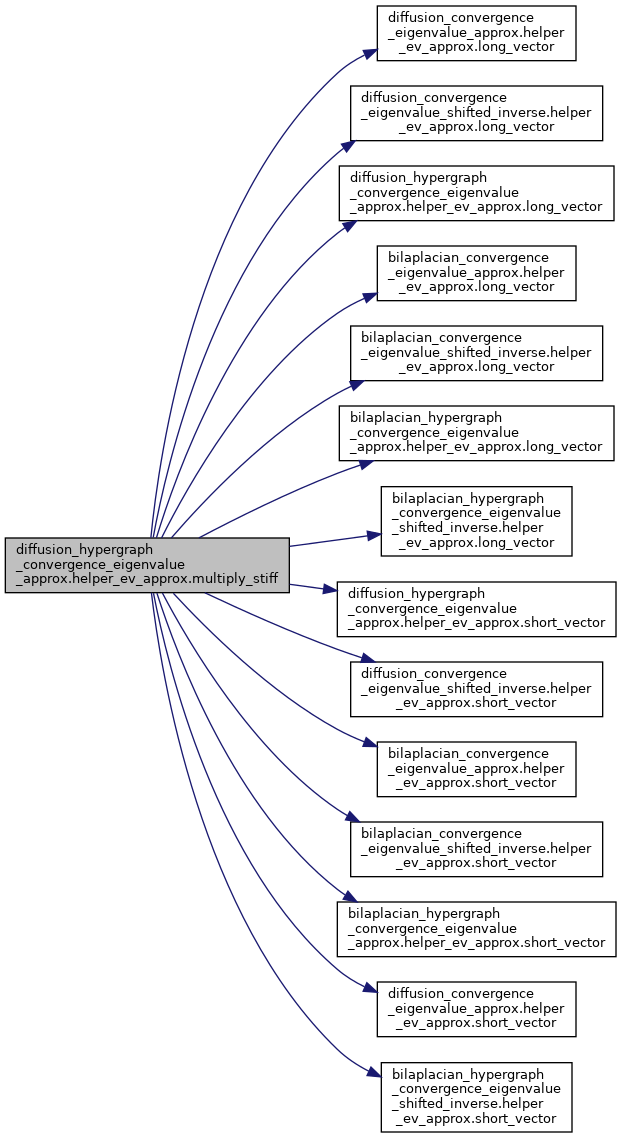 diffusion_convergence
_eigenvalue_approx.helper
_ev_approx.long_vector
diffusion_convergence
_eigenvalue_shifted_inverse.helper
_ev_approx.long_vector
diffusion_hypergraph
_convergence_eigenvalue
_approx.helper_ev_approx.long_vector
bilaplacian_convergence
_eigenvalue_approx.helper
_ev_approx.long_vector
bilaplacian_convergence
_eigenvalue_shifted_inverse.helper
_ev_approx.long_vector
bilaplacian_hypergraph
_convergence_eigenvalue
_approx.helper_ev_approx.long_vector
bilaplacian_hypergraph
_convergence_eigenvalue
_shifted_inverse.helper
_ev_approx.long_vector
diffusion_hypergraph
_convergence_eigenvalue
_approx.helper_ev_approx.multiply_stiff
diffusion_hypergraph
_convergence_eigenvalue
_approx.helper_ev_approx.short_vector
diffusion_convergence
_eigenvalue_shifted_inverse.helper
_ev_approx.short_vector
bilaplacian_convergence
_eigenvalue_approx.helper
_ev_approx.short_vector
bilaplacian_convergence
_eigenvalue_shifted_inverse.helper
_ev_approx.short_vector
bilaplacian_hypergraph
_convergence_eigenvalue
_approx.helper_ev_approx.short_vector
diffusion_convergence
_eigenvalue_approx.helper
_ev_approx.short_vector
bilaplacian_hypergraph
_convergence_eigenvalue
_shifted_inverse.helper
_ev_approx.short_vector